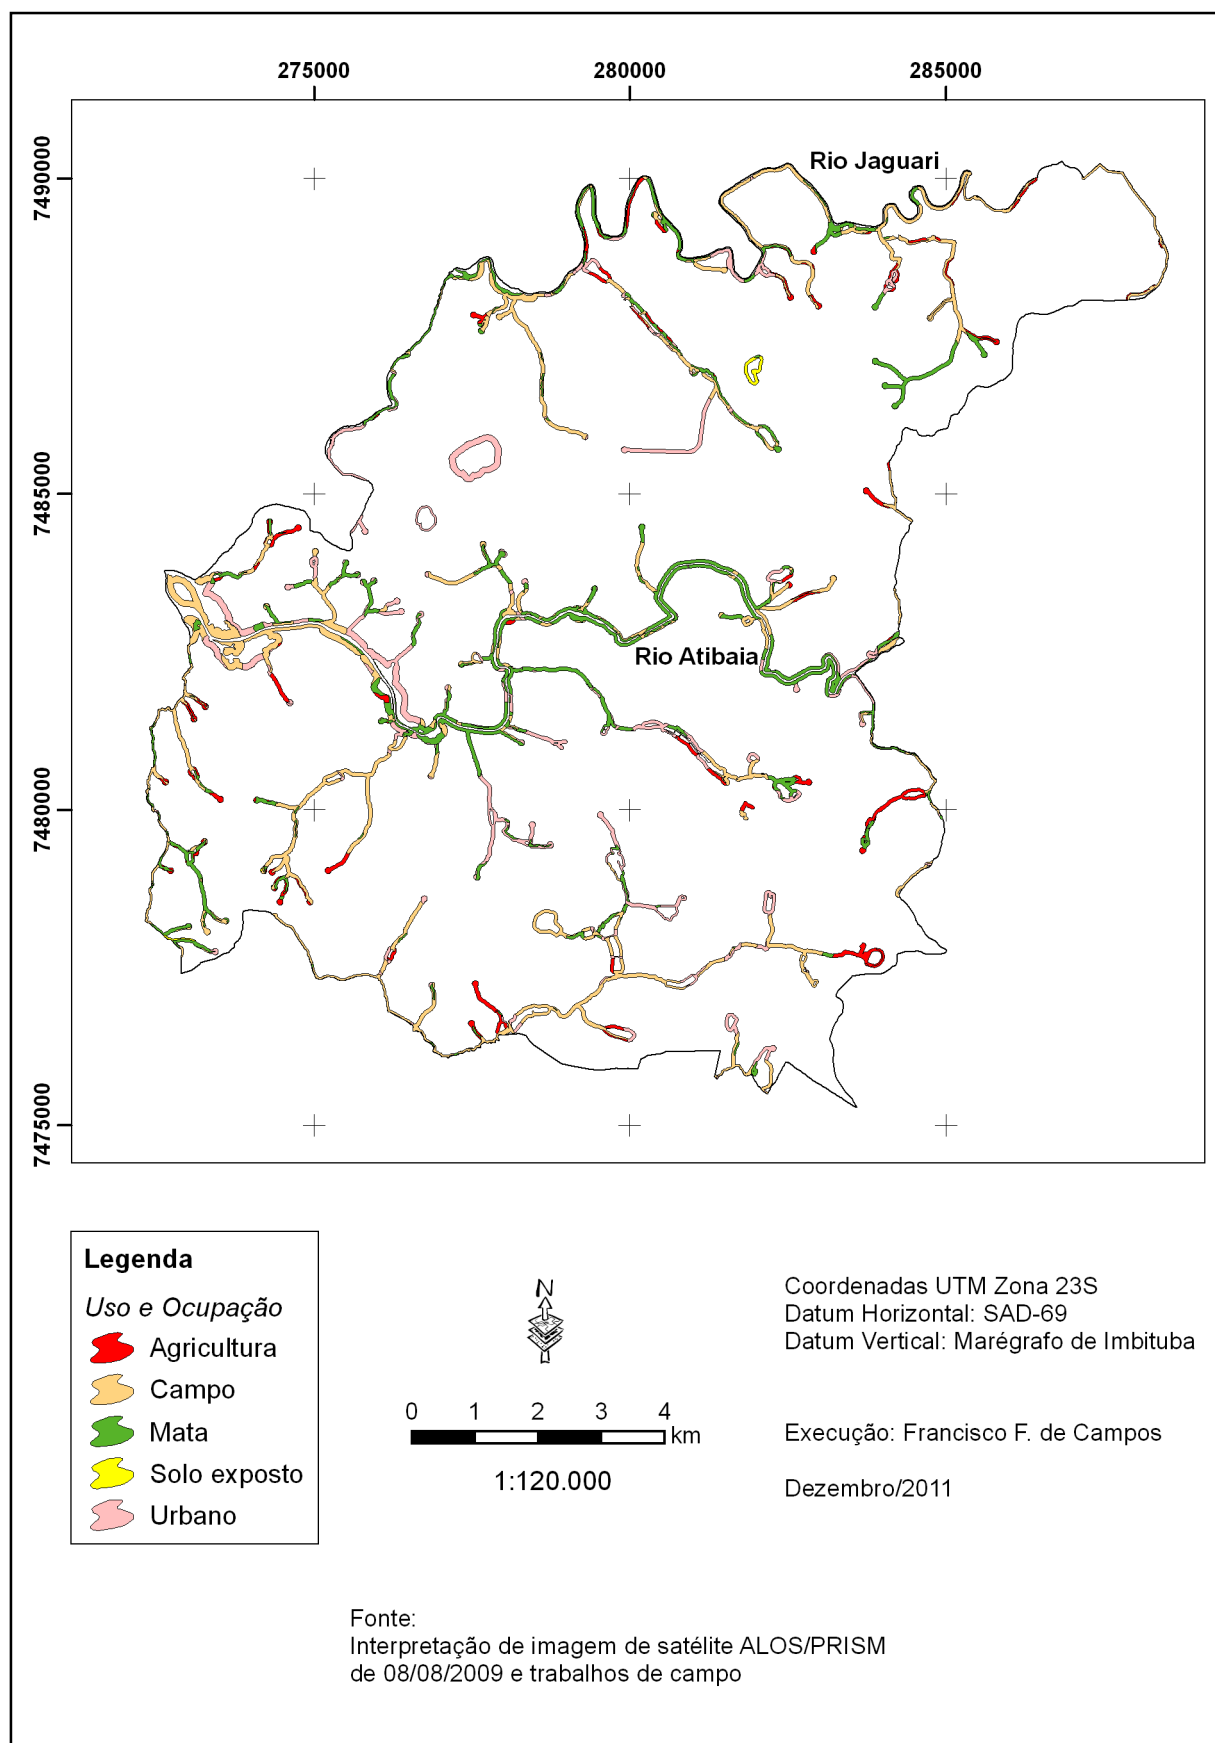 275000 280000 285000
7490000
7485000
7480000
7475000
Rio Jaguari
Rio Atibaia
Legenda
Uso e Ocupação
Agricultura
Campo
Mata
Solo exposto
Urbano
N
0 1 2 3 4
km
1:120.000
Coordenadas UTM Zona 23S
Datum Horizontal: SAD-69
Datum Vertical: Marégrafo de Imbituba
Execução: Francisco F. de Campos
Dezembro/2011
Fonte:
Interpretação de imagem de satélite ALOS/PRISM
de 08/08/2009 e trabalhos de campo